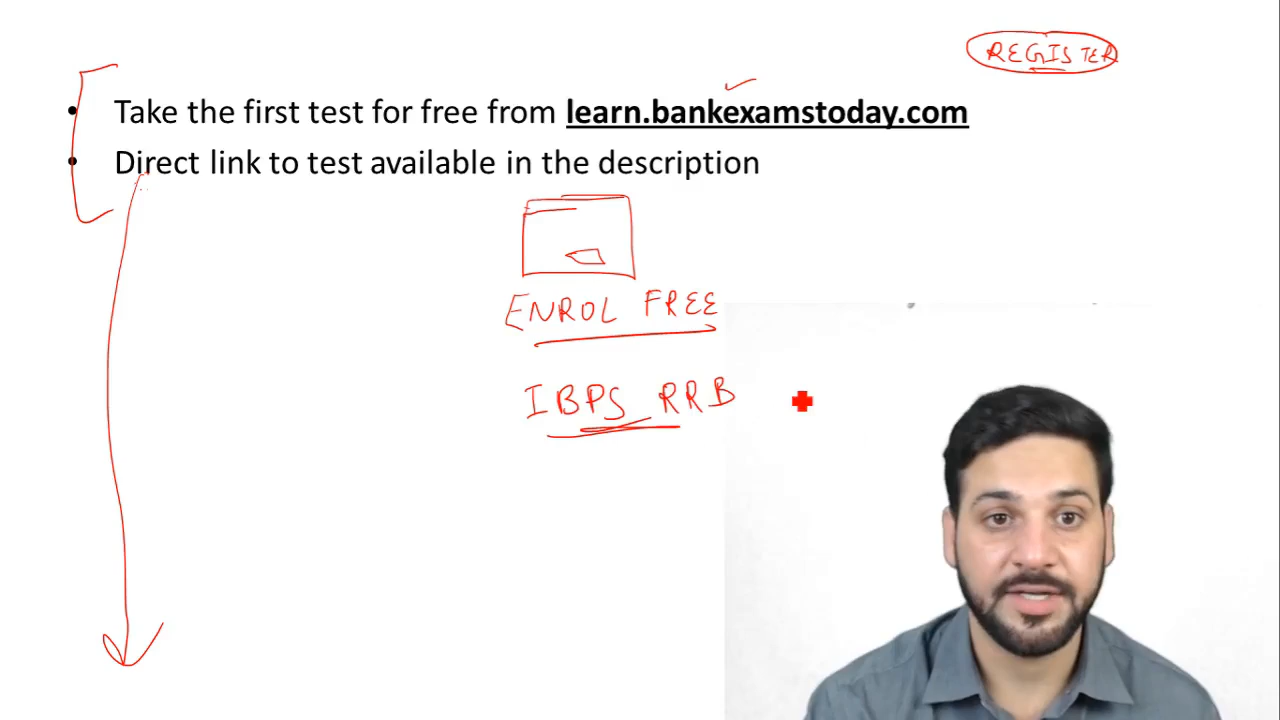 REGISTER
• Take the first test for free from learn.bankexamstoday.com
• Direct link to test available in the description
ENROL FREE
IBPS RRB